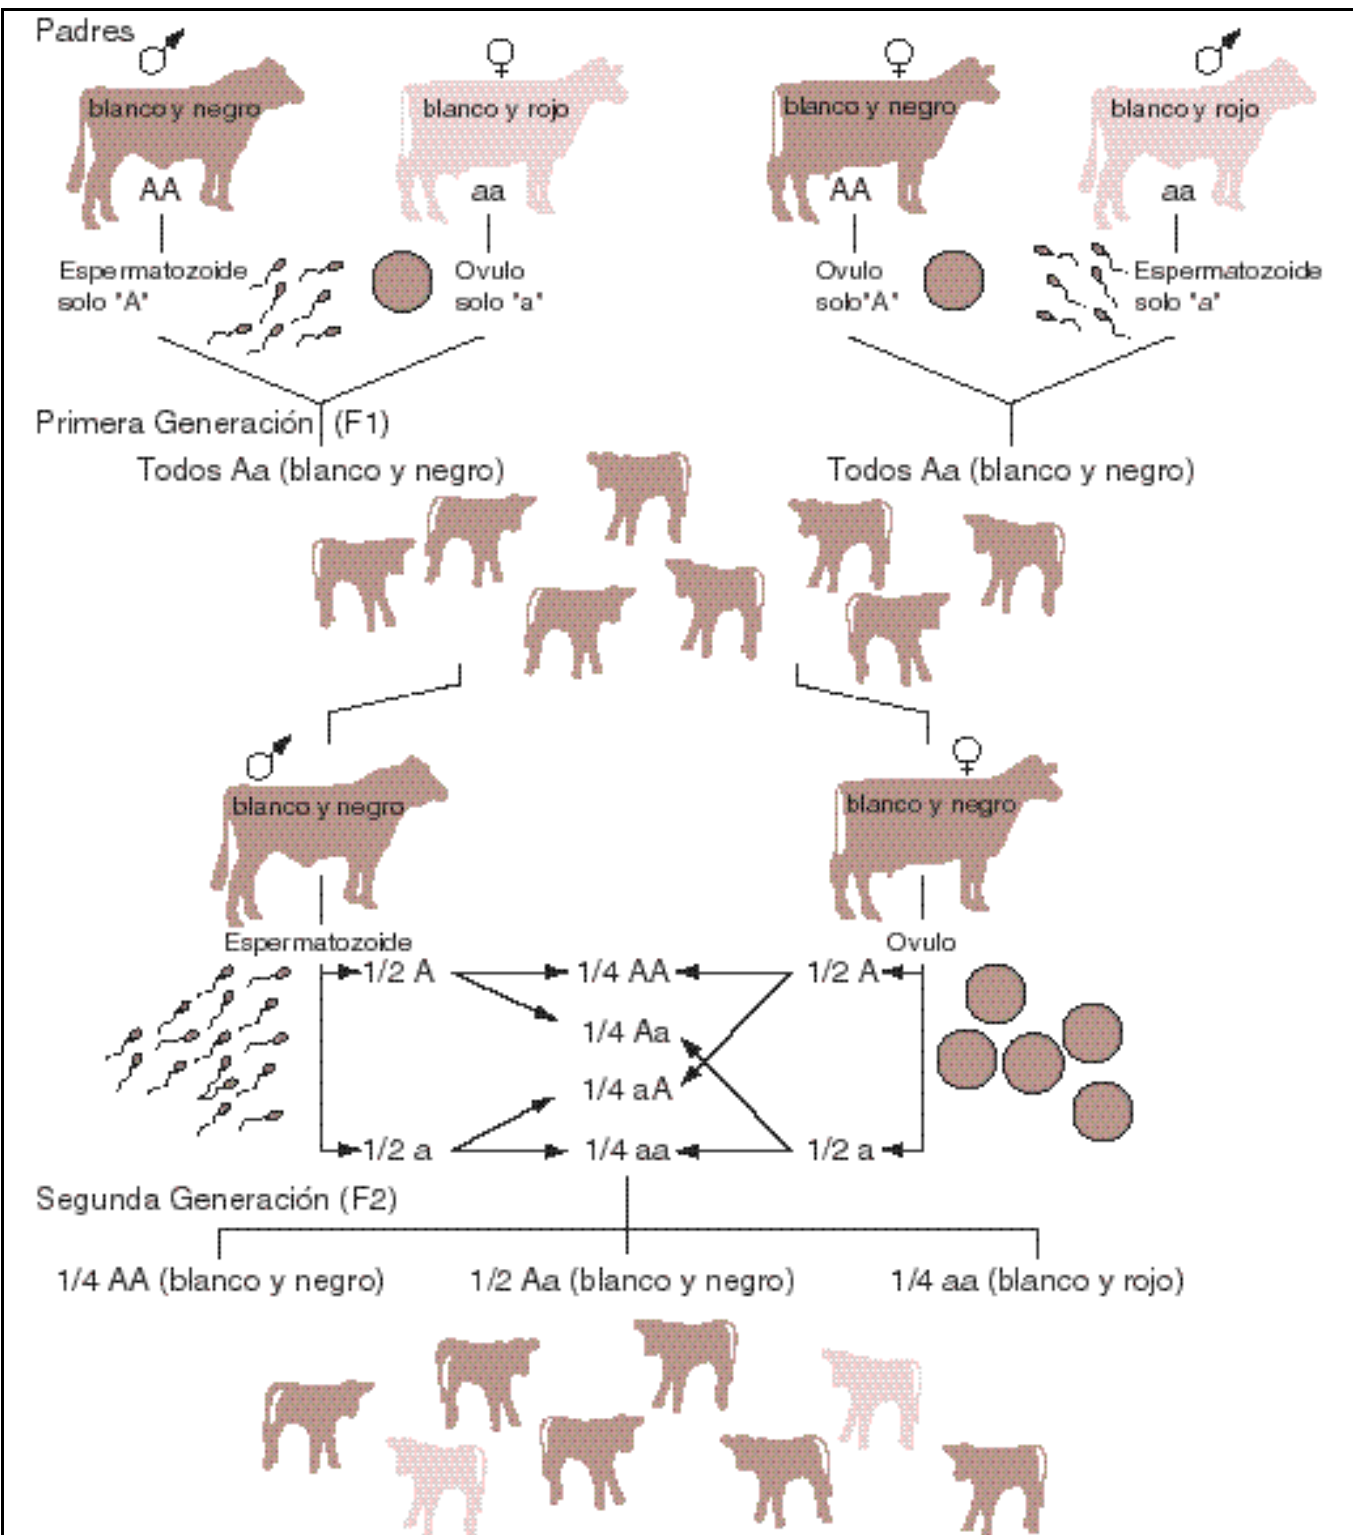 Padres
blanco y negro
blanco y rojo
blanco y negro
blanco y rojo
AA
aa
AA
aa
Espermatozoide
solo "A"
Ovulo
solo "a"
Ovulo
solo"A"
Espermatozoide
solo "a"
Primera Generación (F1)
Todos Aa (blanco y negro)
Todos Aa (blanco y negro)
blanco y negro
blanco y negro
Espermatozoide
Ovulo
1/2 A
1/4 AA
1/2 A
1/4 Aa
1/4 aA
1/2 a
1/4 aa
1/2 a
Segunda Generación (F2)
1/4 AA (blanco y negro)
1/2 Aa (blanco y negro)
1/4 aa (blanco y rojo)